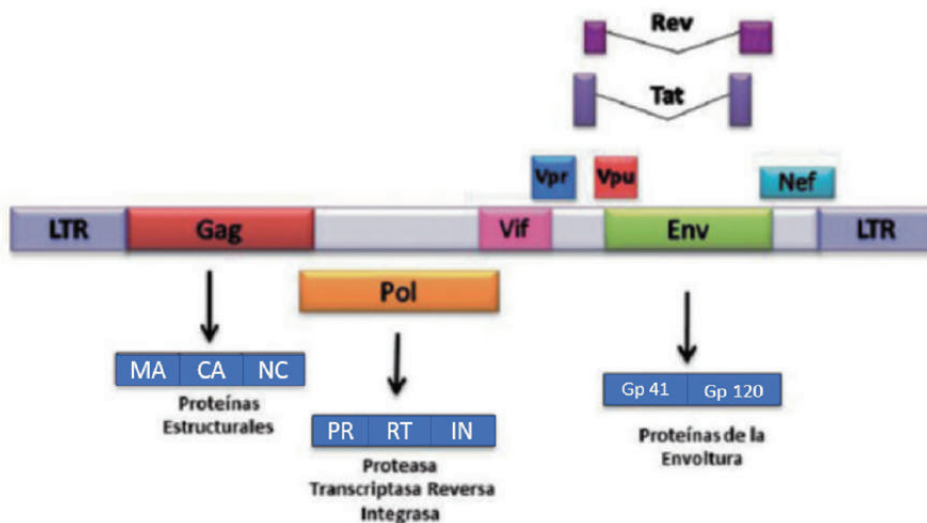 Rev
Tat
Vpr
Vpu
Nef
LTR
Gag
Vif
Env
LTR
Pol
MA CA NC
Proteínas
Estructurales
PR RT IN
Proteasa
Transcriptasa Reversa
Integrasa
Gp 41 Gp 120
Proteínas de la
Envoltura